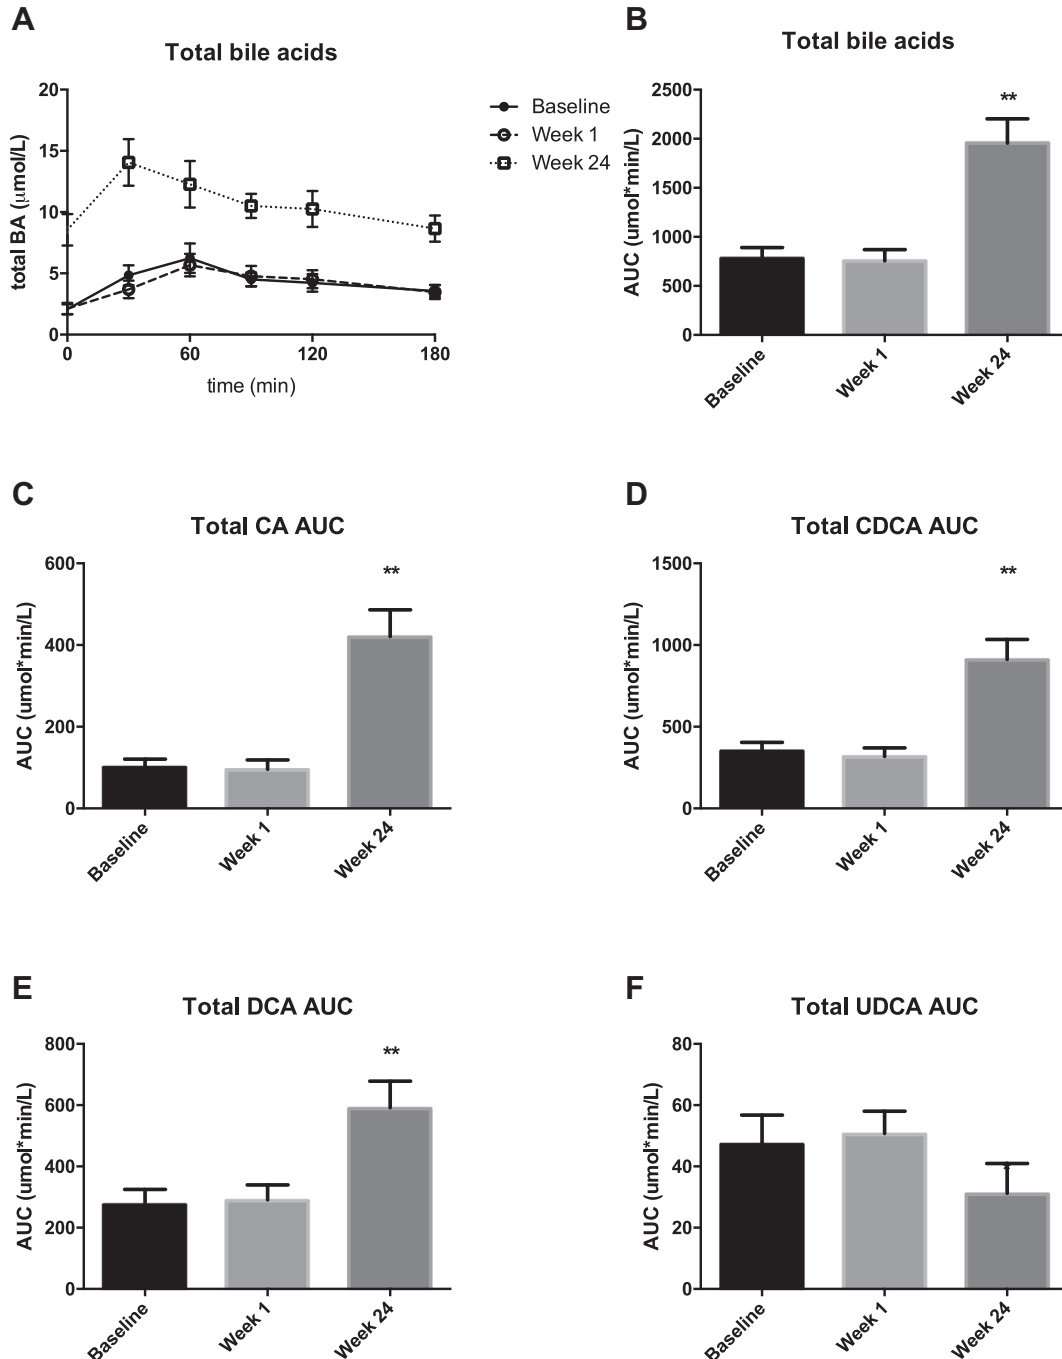 A
Total bile acids
total BA (μmol/L)
20
15
10
5
0
0
60
120
180
time (min)
Baseline
Week 1
Week 24
B
Total bile acids
AUC (umol*min/L)
2500
2000
1500
1000
500
0
**
Baseline
Week 1
Week 24
C
Total CA AUC
AUC (umol*min/L)
600
400
200
0
**
Baseline
Week 1
Week 24
D
Total CDCA AUC
AUC (umol*min/L)
1500
1000
500
0
**
Baseline
Week 1
Week 24
E
Total DCA AUC
AUC (umol*min/L)
800
600
400
200
0
**
Baseline
Week 1
Week 24
F
Total UDCA AUC
AUC (umol*min/L)
80
60
40
20
0
*
Baseline
Week 1
Week 24